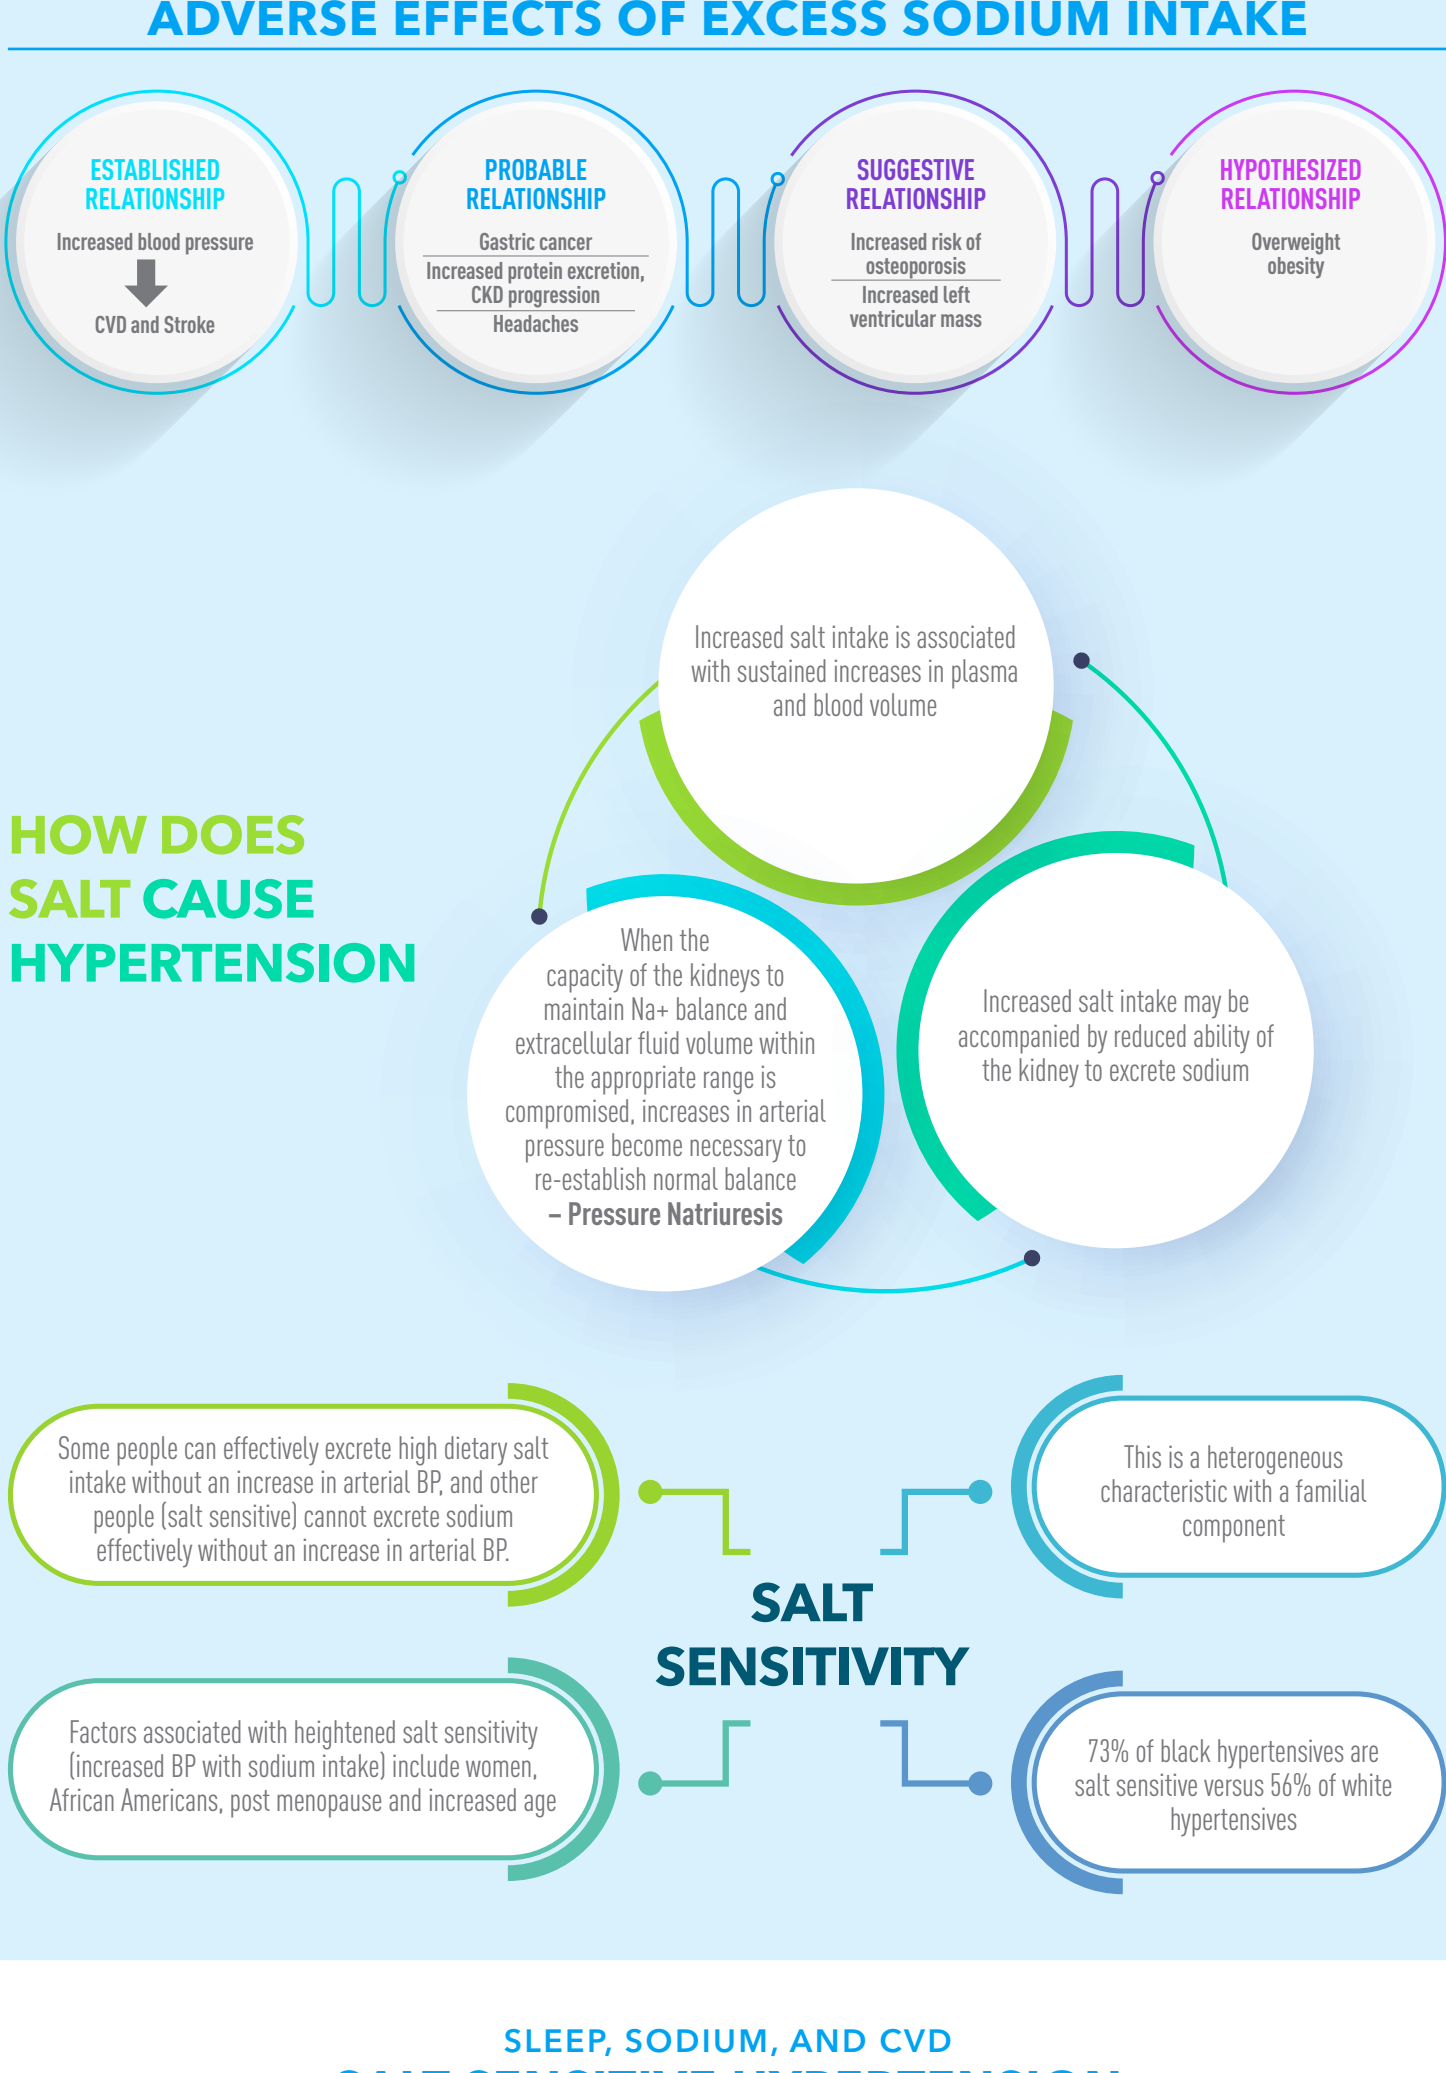 ADVERSE EFFECTS OF EXCESS SODIUM INTAKE
ESTABLISHED
RELATIONSHIP
Increased blood pressure
CVD and Stroke
PROBABLE
RELATIONSHIP
Gastric cancer
Increased protein excretion,
CKD progression
Headaches
SUGGESTIVE
RELATIONSHIP
Increased risk of
osteoporosis
Increased left
ventricular mass
HYPOTHESIZED
RELATIONSHIP
Overweight
obesity
HOW DOES
SALT CAUSE
HYPERTENSION
Increased salt intake is associated
with sustained increases in plasma
and blood volume
Increased salt intake may be
accompanied by reduced ability of
the kidney to excrete sodium
When the
capacity of the kidneys to
maintain Na+ balance and
extracellular fluid volume within
the appropriate range is
compromised, increases in arterial
pressure become necessary to
re-establish normal balance
– Pressure Natriuresis
SALT
SENSITIVITY
Some people can effectively excrete high dietary salt
intake without an increase in arterial BP, and other
people (salt sensitive) cannot excrete sodium
effectively without an increase in arterial BP.
This is a heterogeneous
characteristic with a familial
component
Factors associated with heightened salt sensitivity
(increased BP with sodium intake) include women,
African Americans, post menopause and increased age
73% of black hypertensives are
salt sensitive versus 56% of white
hypertensives
SLEEP, SODIUM, AND CVD